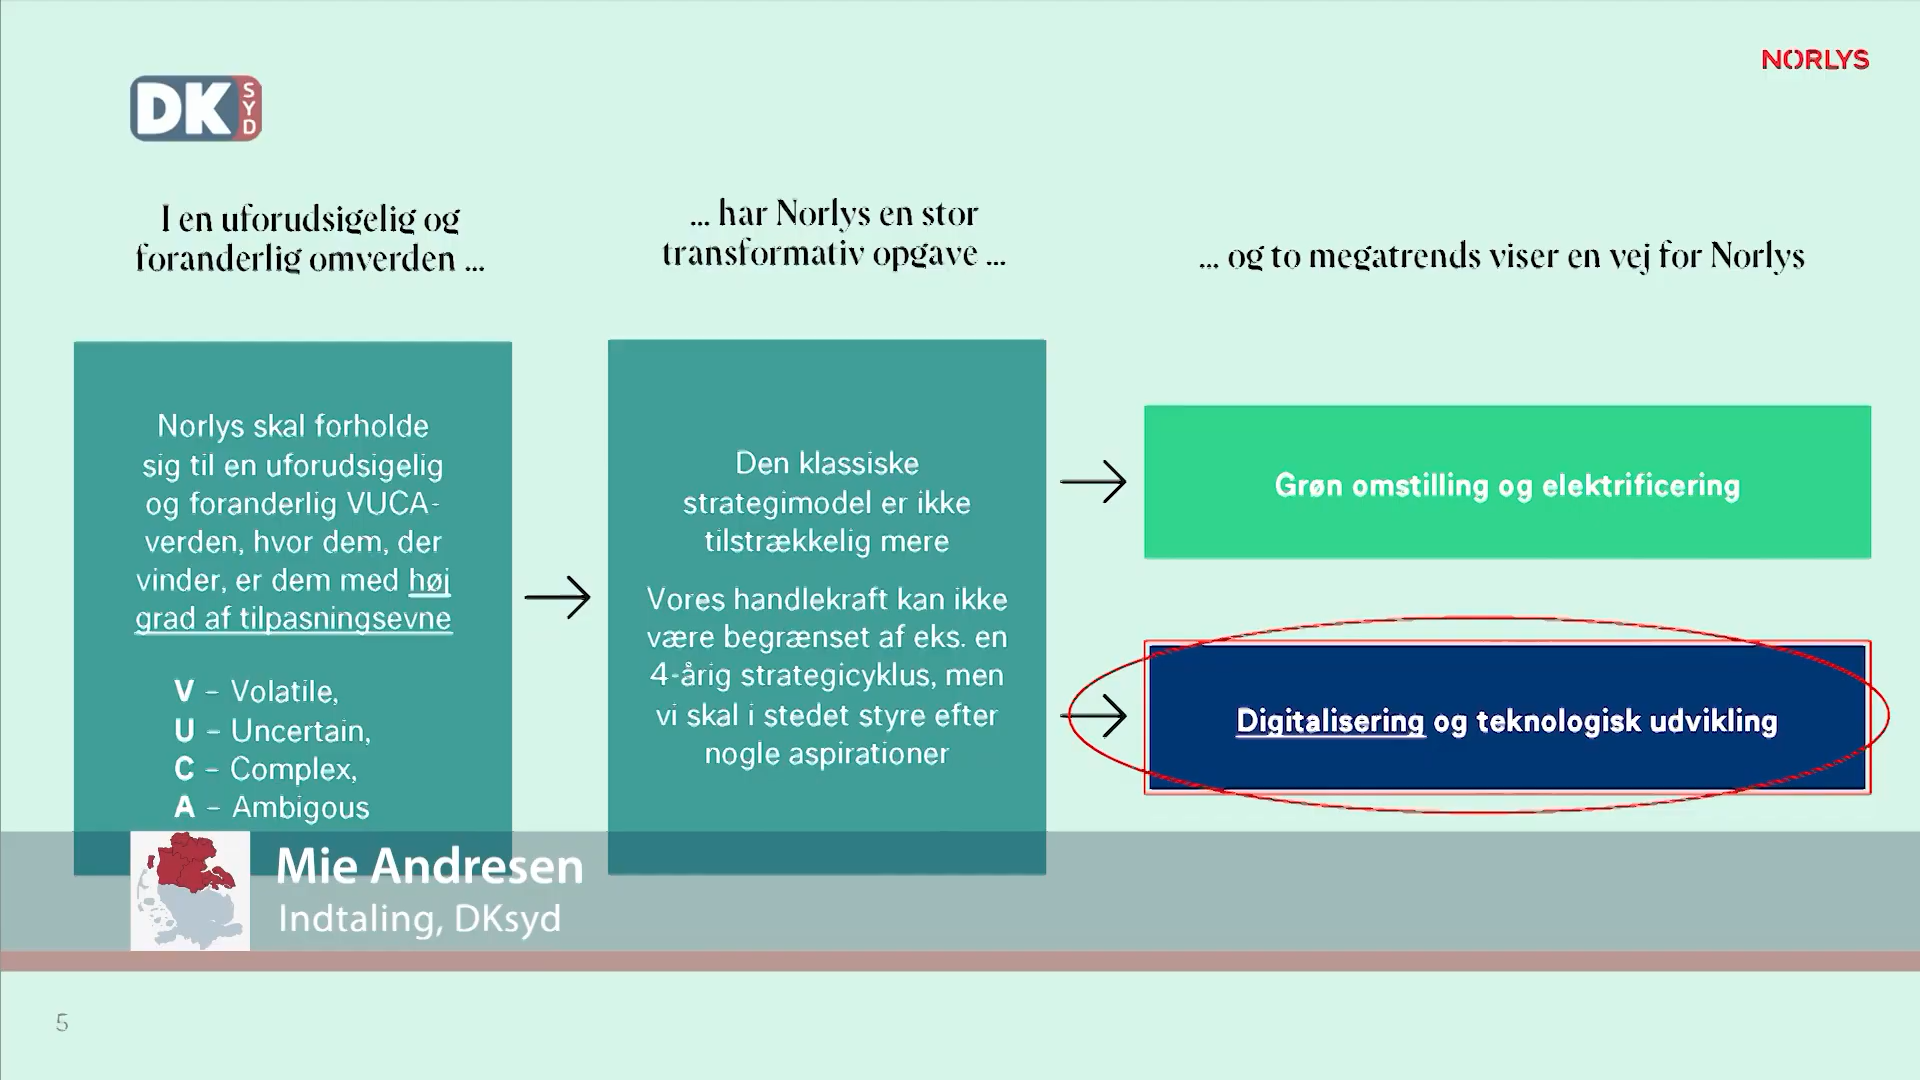 NORLYS
DK SYD
I en uforudsigelig og
foranderlig omverden ...
... har Norlys en stor
transformativ opgave ...
... og to megatrends viser en vej for Norlys
Norlys skal forholde
sig til en uforudsigelig
og foranderlig VUCA-
verden, hvor dem, der
vinder, er dem med høj
grad af tilpasningsevne
V – Volatile,
U – Uncertain,
C – Complex,
A – Ambigous
Den klassiske
strategimodel er ikke
tilstrækkelig mere
Vores handlekraft kan ikke
være begrænset af eks. en
4-årig strategicyklus, men
vi skal i stedet styre efter
nogle aspirationer
Grøn omstilling og elektrificering
Digitalisering og teknologisk udvikling
Mie Andresen
Indtaling, DKsyd
5